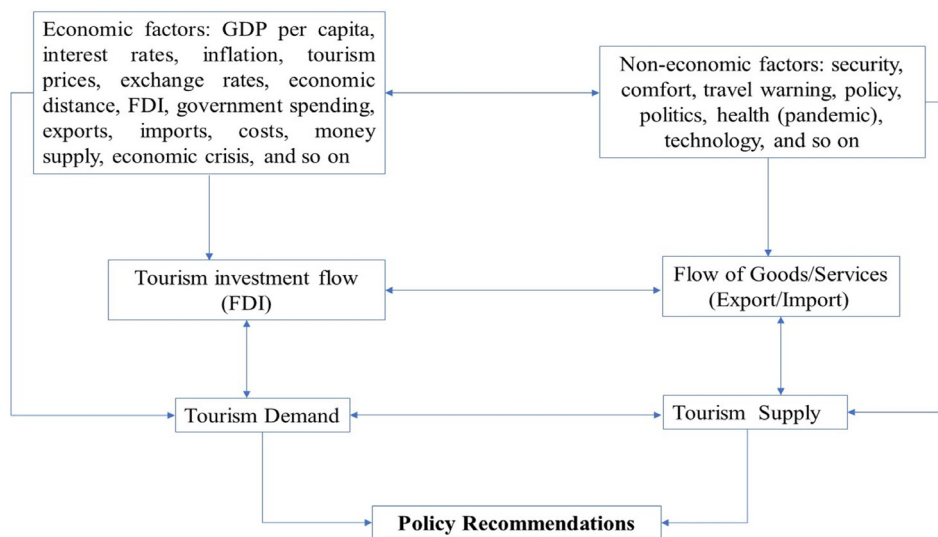 Economic factors: GDP per capita,
interest rates, inflation, tourism
prices, exchange rates, economic
distance, FDI, government spending,
exports, imports, costs, money
supply, economic crisis, and so on
Non-economic factors: security,
comfort, travel warning, policy,
politics, health (pandemic),
technology, and so on
Tourism investment flow
(FDI)
Flow of Goods/Services
(Export/Import)
Tourism Demand
Tourism Supply
Policy Recommendations